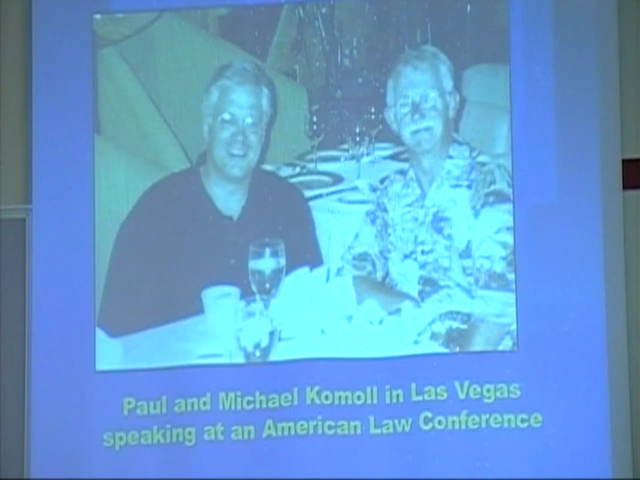 Paul and Michael Komoll in Las Vegas
speaking at an American Law Conference